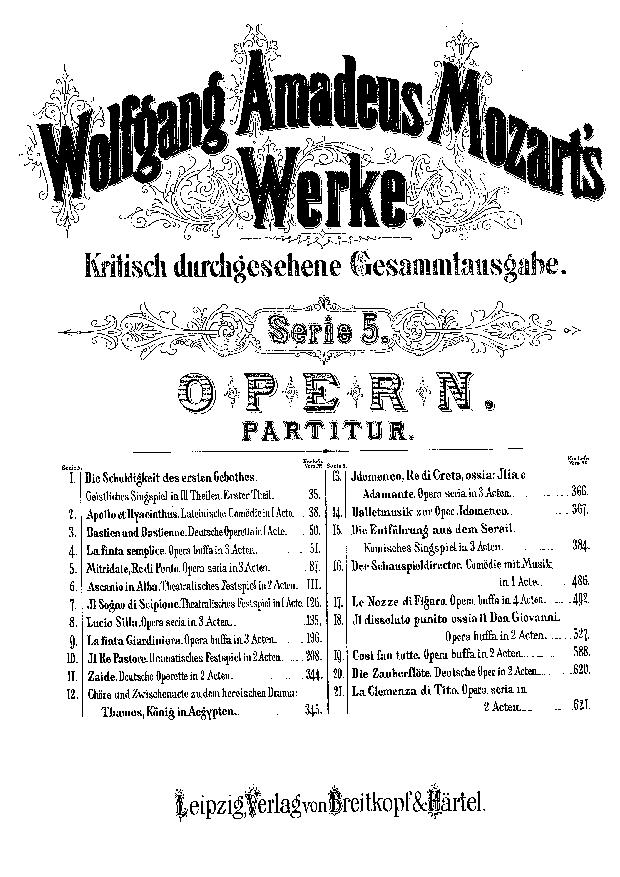 Wolfgang Amadeus Mozart's
Werke.
Kritisch durchgesehene Gesammtausgabe.
Serie 5.
OPERN.
PARTITUR.
Serie 5.
1. Die Schuldigkeit des ersten Gebothes.
Geistliches Singspiel in III Theilen. Erster Theil. 35.
2. Apollo et Hyacinthus. Lateinische Comödie in 1 Acte. 38.
3. Bastien und Bastienne. Deutsche Operette in 1 Acte. 50.
4. La finta semplice. Opera buffa in 3 Acten. 51.
5. Mitridate, Re di Ponto. Opera seria in 3 Acten. 87.
6. Ascanio in Alba. Theatralisches Festspiel in 2 Acten. 111.
7. Jl Sogno di Scipione. Theatralisches Festspiel in 1 Acte. 126.
8. Lucio Silla. Opera seria in 3 Acten. 135.
9. La finta Giardiniera. Opera buffa in 3 Acten. 196.
10. Jl Re Pastore. Dramatisches Festspiel in 2 Acten. 208.
11. Zaide. Deutsche Operette in 2 Acten. 344.
12. Chöre und Zwischenacte zu dem heroischen Drama:
Thamos, König in Aegypten. 345.
Serie 5.
13. Jdomeneo, Re di Creta, ossia: Jlia e
Adamante. Opera seria in 3 Acten. 366.
14. Balletmusik zur Oper: Jdomeneo. 367.
15. Die Entführung aus dem Serail.
Komisches Singspiel in 3 Acten. 384.
16. Der Schauspieldirector. Comödie mit Musik
in 1 Acte. 486.
17. Le Nozze di Figaro. Opera buffa in 4 Acten. 492.
18. Jl dissoluto punito ossia il Don Giovanni.
Opera buffa in 2 Acten. 527.
19. Così fan tutte. Opera buffa in 2 Acten. 588.
20. Die Zauberflöte. Deutsche Oper in 2 Acten. 620.
21. La Clemenza di Tito. Opera seria in
2 Acten. 621.
Leipzig, Verlag von Breitkopf & Härtel.